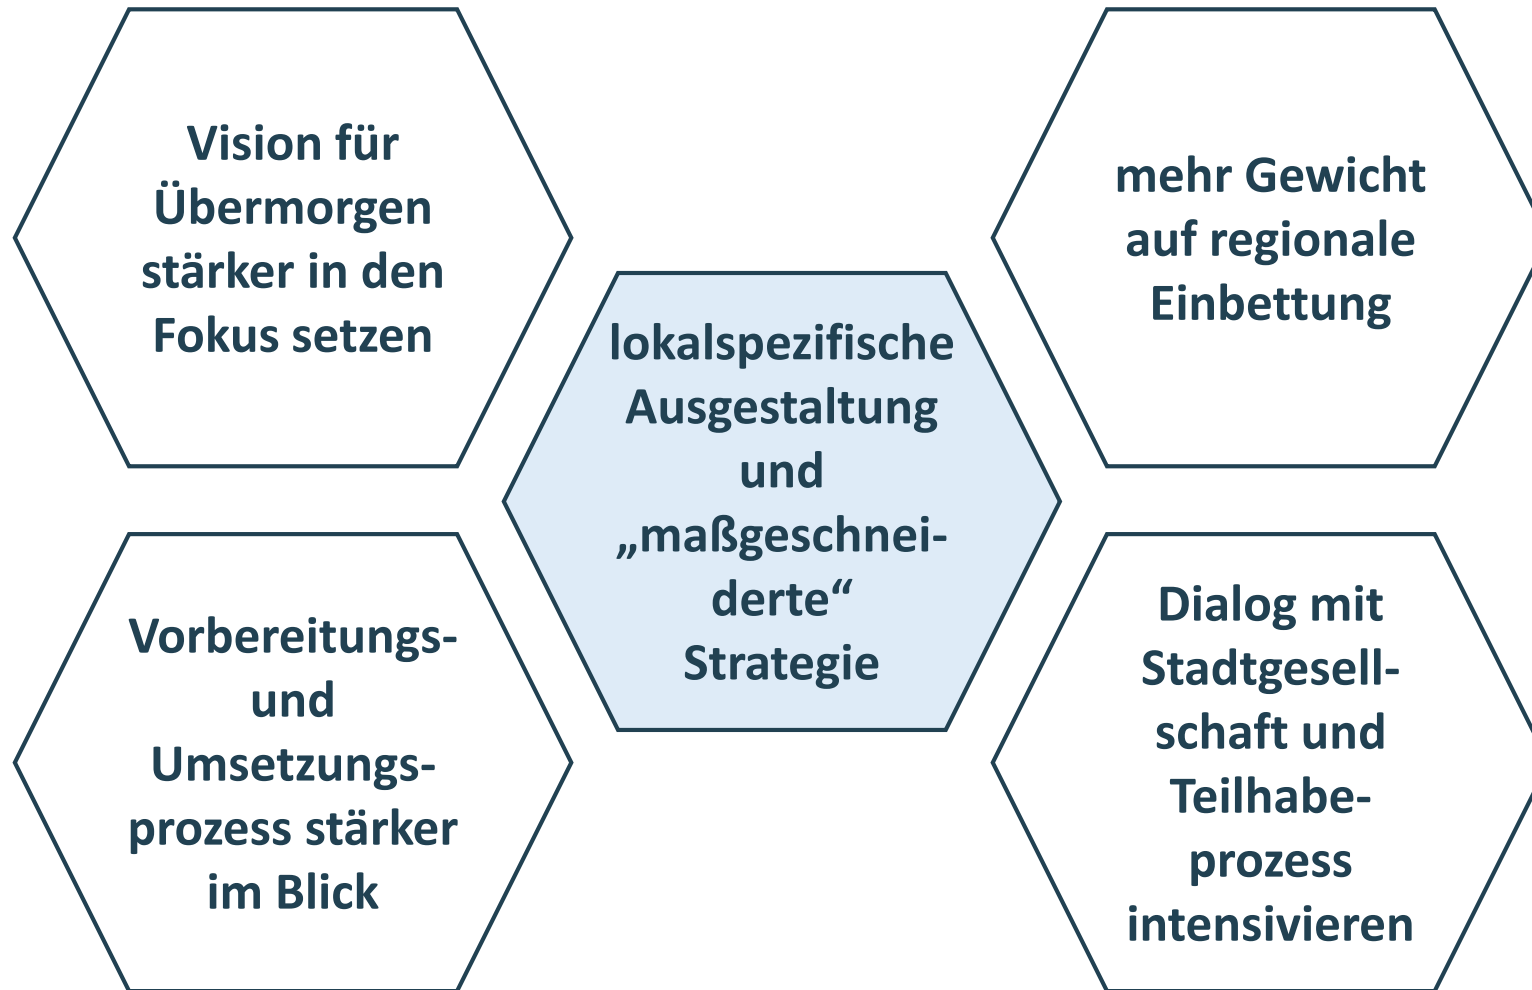 Vision für
Übermorgen
stärker in den
Fokus setzen
mehr Gewicht
auf regionale
Einbettung
lokalspezifische
Ausgestaltung
und
„maßgeschnei-
derte“
Strategie
Vorbereitungs-
und
Umsetzungs-
prozess stärker
im Blick
Dialog mit
Stadtgesell-
schaft und
Teilhabe-
prozess
intensivieren